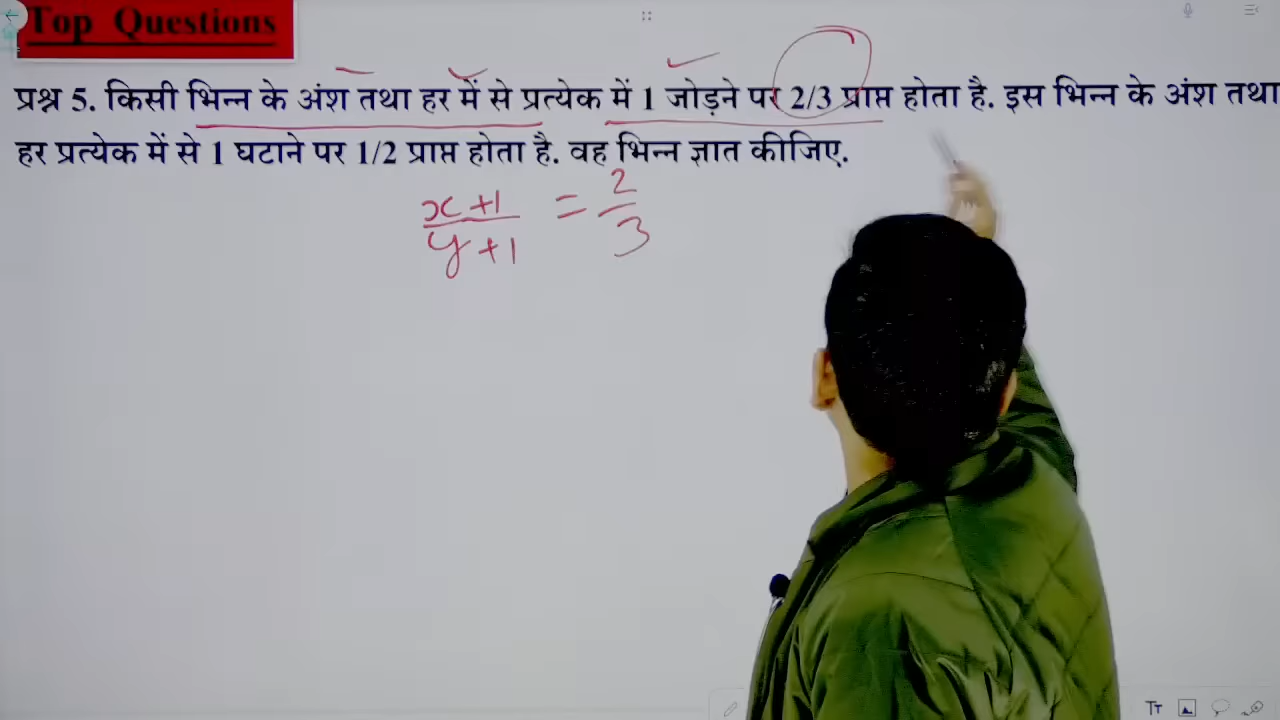 Top Questions
प्रश्न 5. किसी भिन्न के अंश तथा हर में से प्रत्येक में 1 जोड़ने पर 2/3 प्राप्त होता है. इस भिन्न के अंश तथा
हर प्रत्येक में से 1 घटाने पर 1/2 प्राप्त होता है. वह भिन्न ज्ञात कीजिए.
x+1 = 2
y+1 3
TT